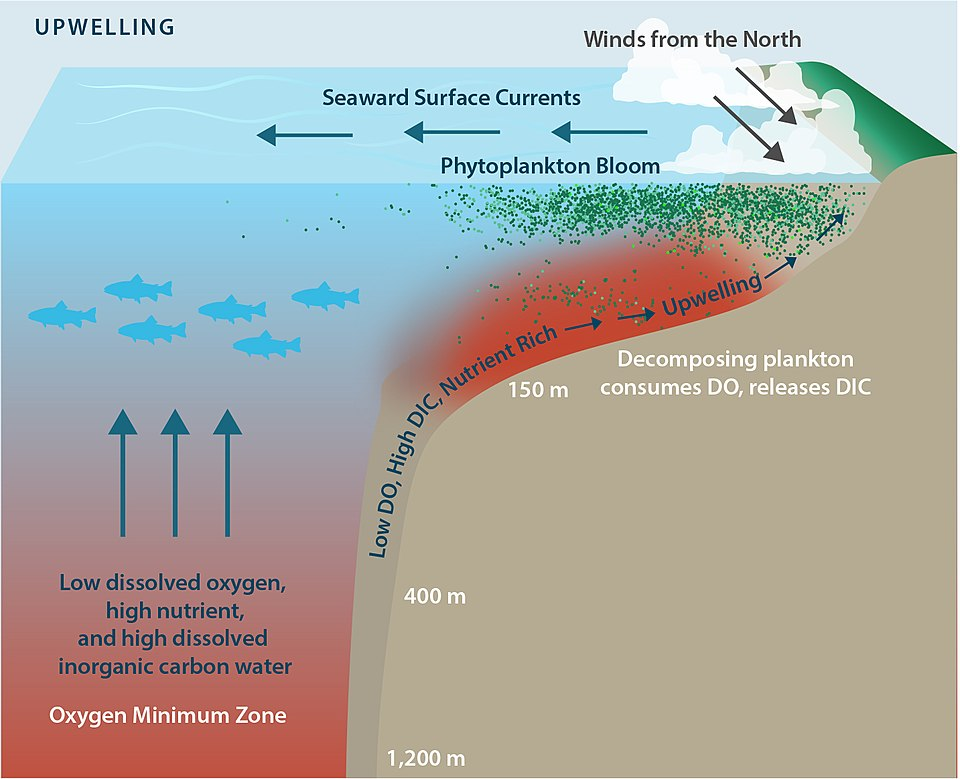 UPWELLING
Winds from the North
Seaward Surface Currents
Phytoplankton Bloom
Upwelling
Low DO, High DIC, Nutrient Rich
150 m
Decomposing plankton
consumes DO, releases DIC
400 m
Low dissolved oxygen,
high nutrient,
and high dissolved
inorganic carbon water
Oxygen Minimum Zone
1,200 m